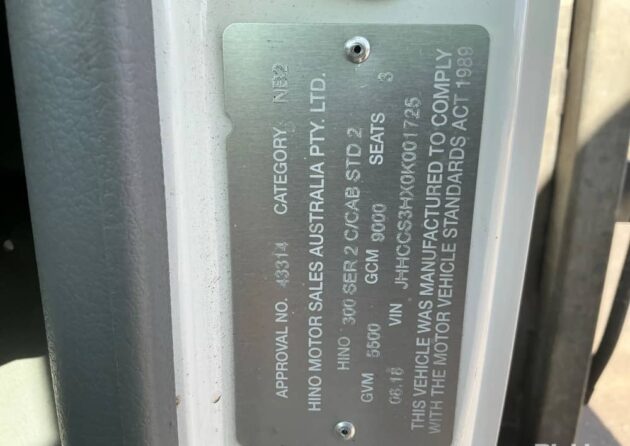 APPROVAL NO. 43314 CATEGORY NB2
HINO MOTOR SALES AUSTRALIA PTY. LTD.
HINO 300 SER 2 C/CAB STD 2
GVM 5500 GCM 9000 SEATS 3
06.18 VIN JHHCCS3HX0K001725
THIS VEHICLE WAS MANUFACTURED TO COMPLY
WITH THE MOTOR VEHICLE STANDARDS ACT 1989